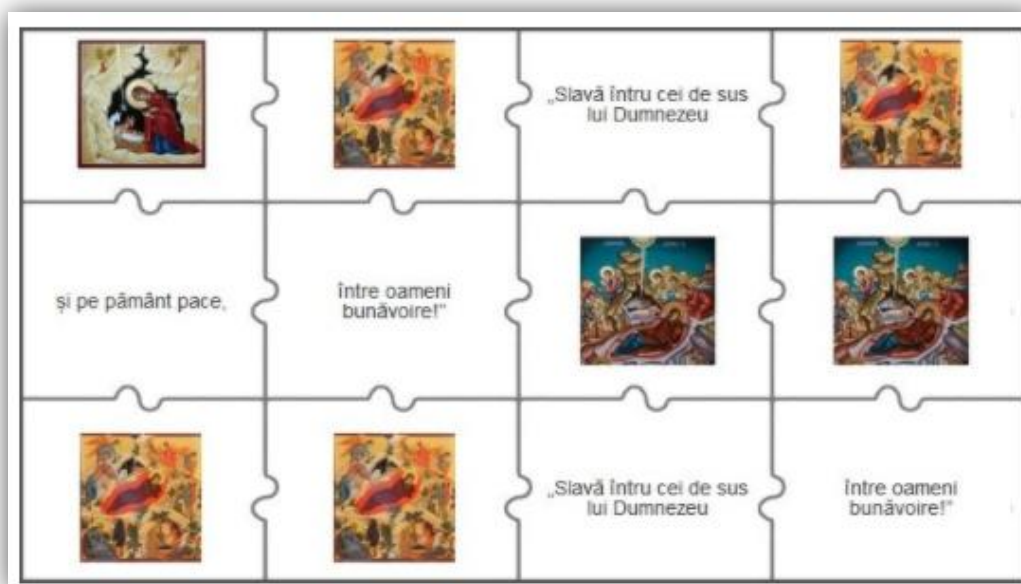 „Slavă întru cei de sus
lui Dumnezeu
și pe pământ pace,
între oameni
bunăvoire!”
„Slavă întru cei de sus
lui Dumnezeu
între oameni
bunăvoire!”